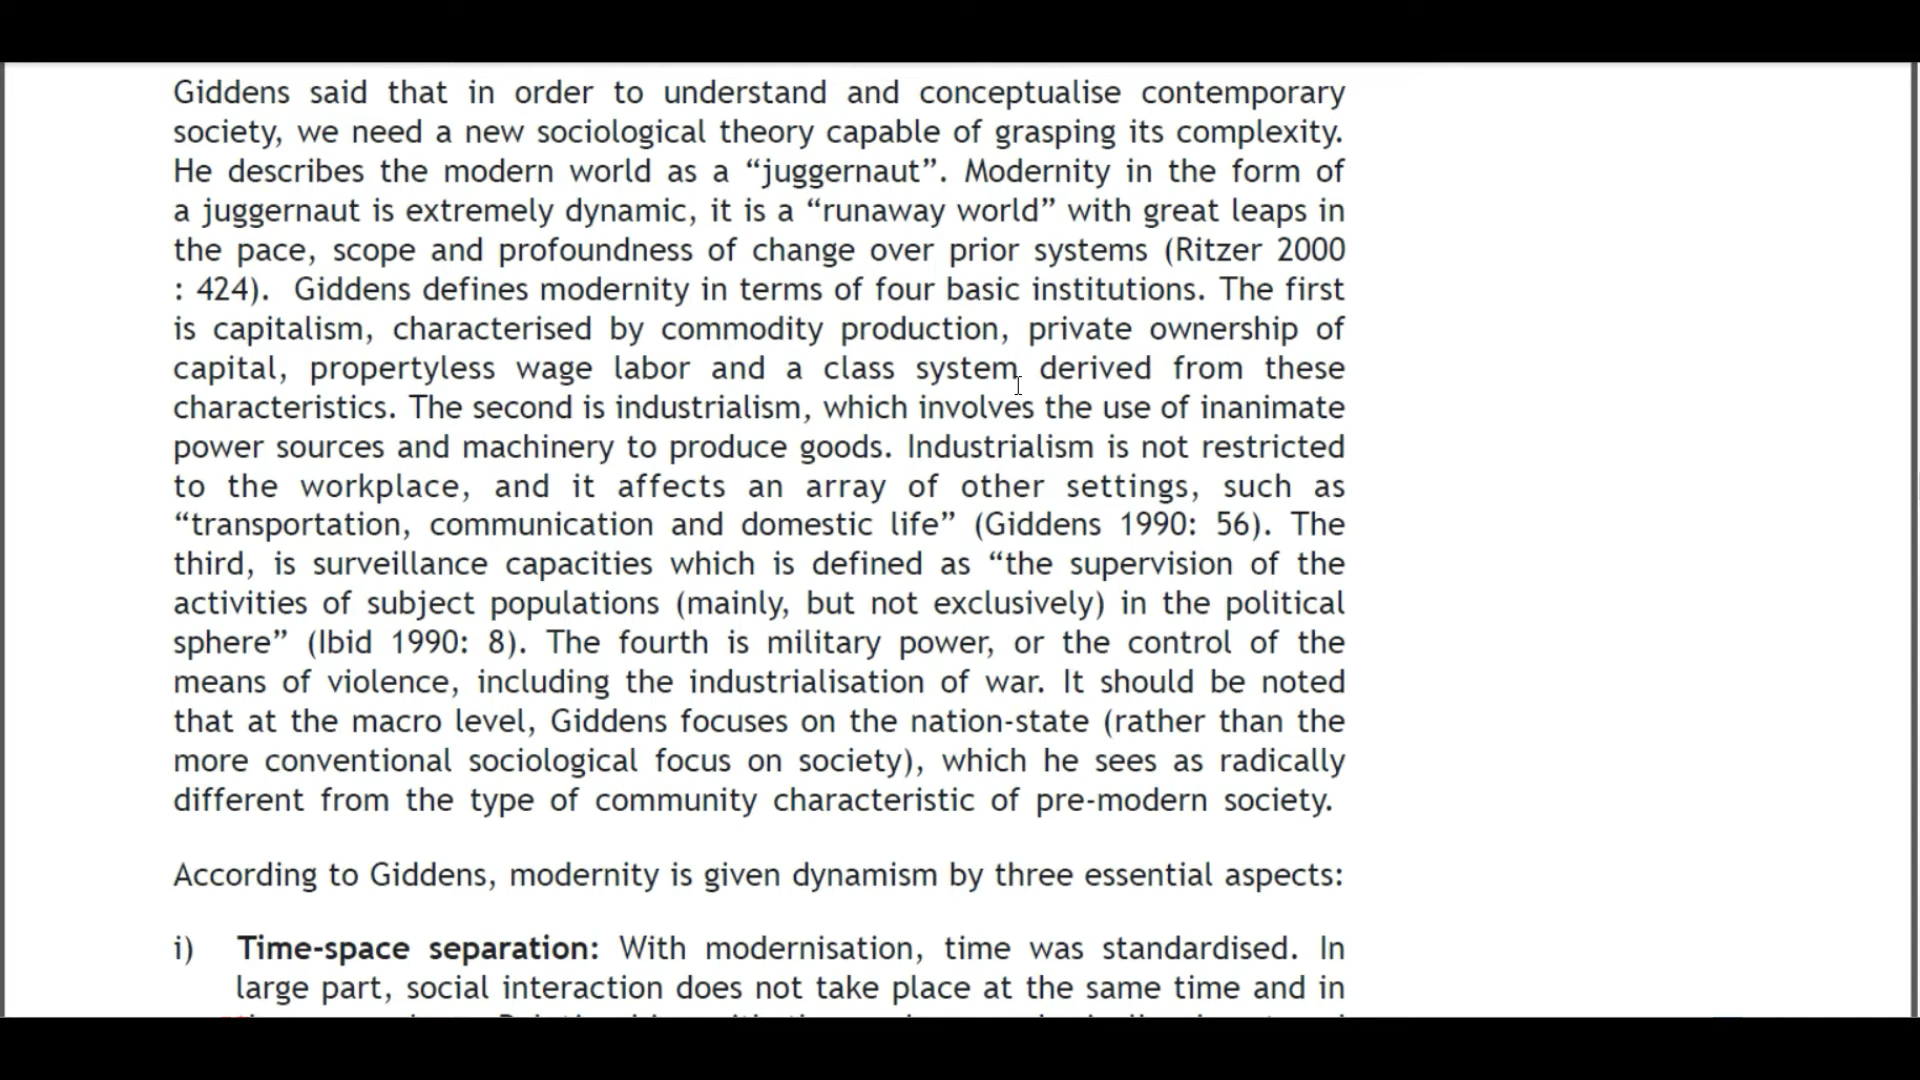 Giddens said that in order to understand and conceptualise contemporary
society, we need a new sociological theory capable of grasping its complexity.
He describes the modern world as a “juggernaut”. Modernity in the form of
a juggernaut is extremely dynamic, it is a “runaway world” with great leaps in
the pace, scope and profoundness of change over prior systems (Ritzer 2000
: 424). Giddens defines modernity in terms of four basic institutions. The first
is capitalism, characterised by commodity production, private ownership of
capital, propertyless wage labor and a class system derived from these
characteristics. The second is industrialism, which involves the use of inanimate
power sources and machinery to produce goods. Industrialism is not restricted
to the workplace, and it affects an array of other settings, such as
“transportation, communication and domestic life” (Giddens 1990: 56). The
third, is surveillance capacities which is defined as “the supervision of the
activities of subject populations (mainly, but not exclusively) in the political
sphere” (Ibid 1990: 8). The fourth is military power, or the control of the
means of violence, including the industrialisation of war. It should be noted
that at the macro level, Giddens focuses on the nation-state (rather than the
more conventional sociological focus on society), which he sees as radically
different from the type of community characteristic of pre-modern society.
According to Giddens, modernity is given dynamism by three essential aspects:
i) Time-space separation: With modernisation, time was standardised. In
large part, social interaction does not take place at the same time and in